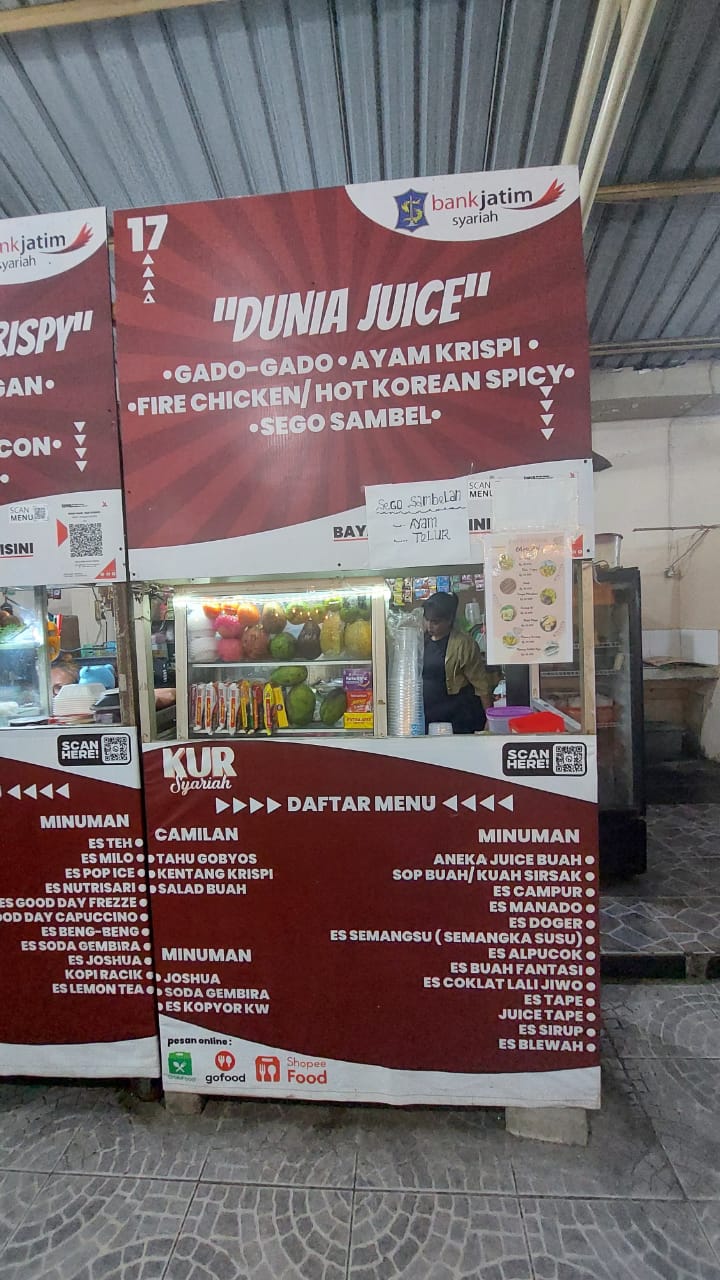 nkjatim
yariah
RISPY"
GAN•
CON•
SCAN
MENU
ISINI
MINUMAN
ES TEH
ES MILO
ES POP ICE
ES NUTRISARI
ES GOOD DAY FREZZE
OOD DAY CAPUCCINO
ES BENG-BENG
ES SODA GEMBIRA
ES JOSHUA
KOPI RACIK
ES LEMON TEA
SCAN
HERE!
17
bankjatim
syariah
"DUNIA JUICE"
•GADO-GADO • AYAM KRISPI •
•FIRE CHICKEN/ HOT KOREAN SPICY•
•SEGO SAMBEL•
SCAN
MENU
SEGO SAMBELAN
- AYAM
- TELUR
BAY
INI
KUR
Syariah
SCAN
HERE!
DAFTAR MENU
CAMILAN
TAHU GOBYOS
KENTANG KRISPI
SALAD BUAH
MINUMAN
JOSHUA
SODA GEMBIRA
ES KOPYOR KW
MINUMAN
ANEKA JUICE BUAH
SOP BUAH/ KUAH SIRSAK
ES CAMPUR
ES MANADO
ES DOGER
ES SEMANGSU ( SEMANGKA SUSU)
ES ALPUCOK
ES BUAH FANTASI
ES COKLAT LALI JIWO
ES TAPE
JUICE TAPE
ES SIRUP
ES BLEWAH
pesan online :
GrabFood
gofood
Shopee
Food